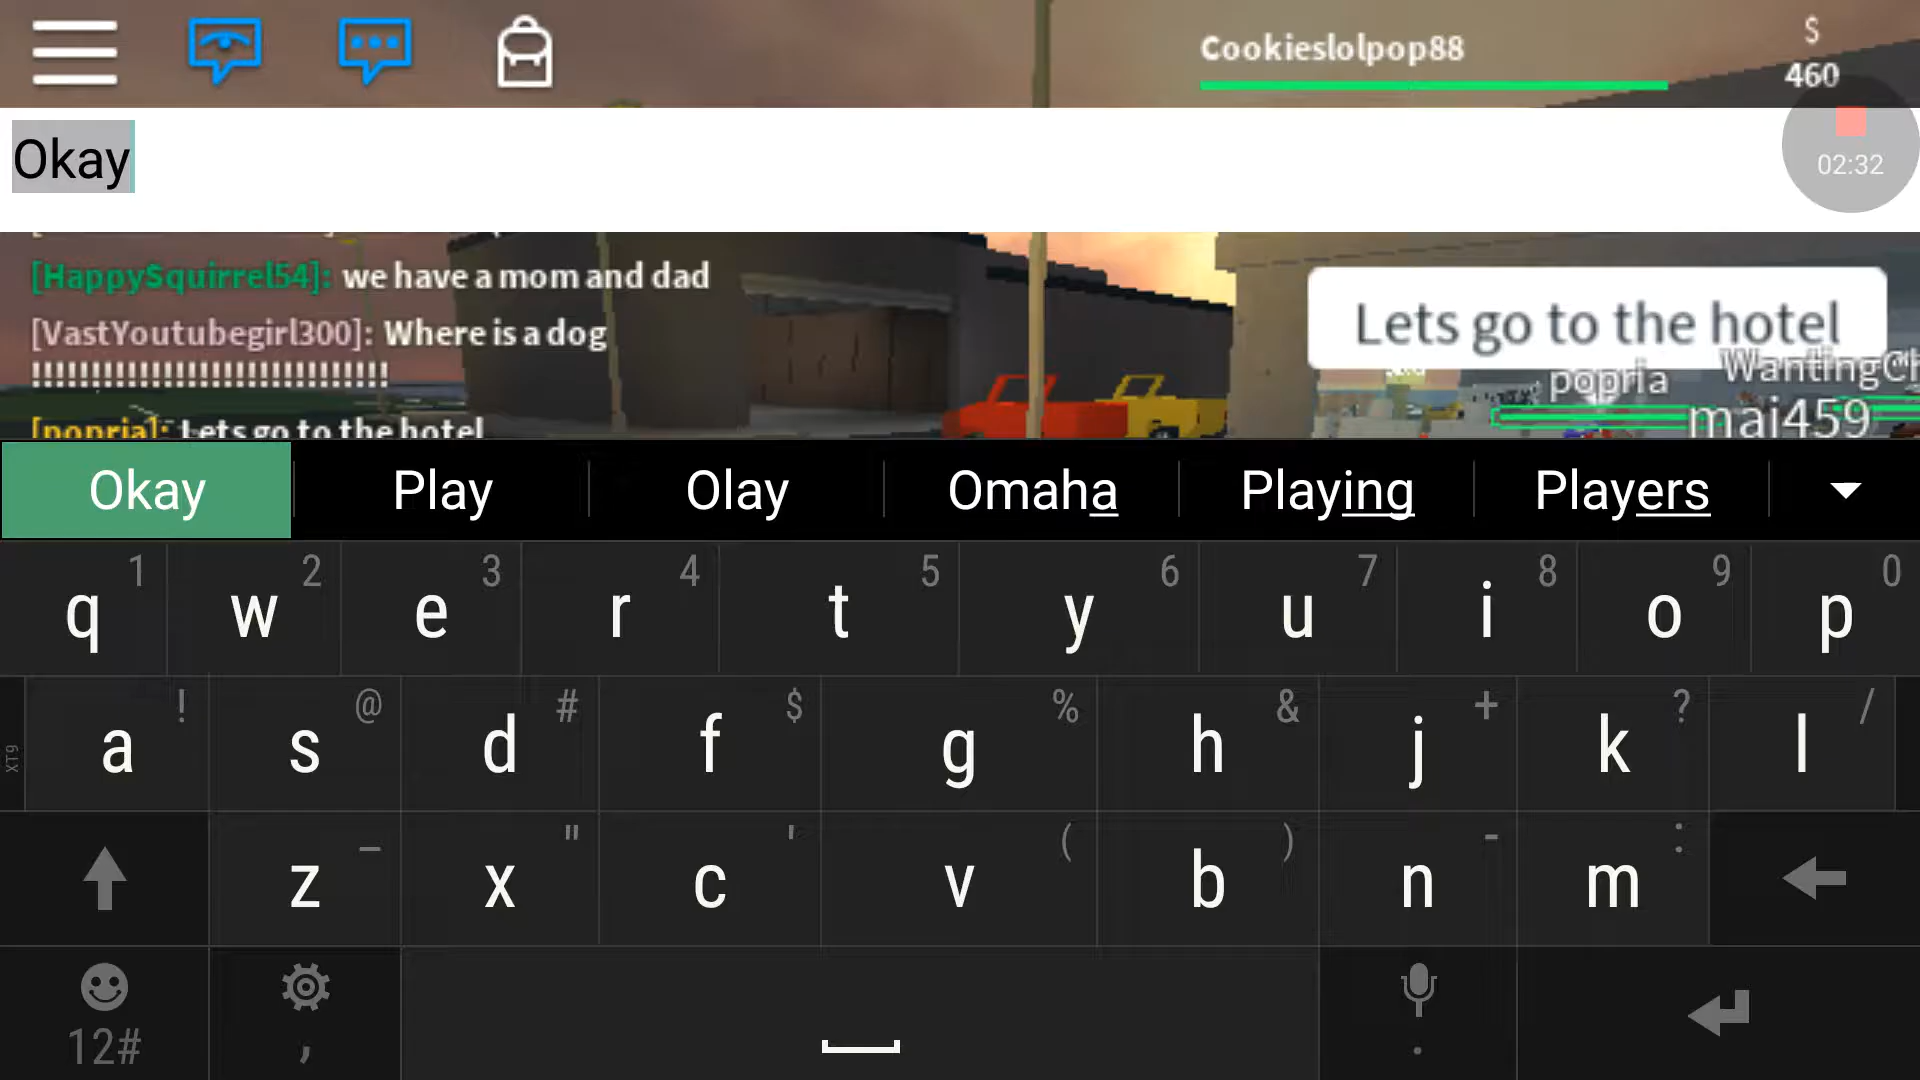 Cookieslolpop88
$
460
Okay
02:32
[HappySquirrel54]: we have a mom and dad
[VastYoutubegirl300]: Where is a dog
!!!!!!!!!!!!!!!!!!!!!!!!!!!!!!
[popria]: Lets go to the hotel
Lets go to the hotel
popria
mai459
Okay Play Olay Omaha Playing Players
1 2 3 4 5 6 7 8 9 0
q w e r t y u i o p
! @ # $ % & + ? /
XT9 a s d f g h j k l
_ " ' ( ) - :
z x c v b n m
12# , .